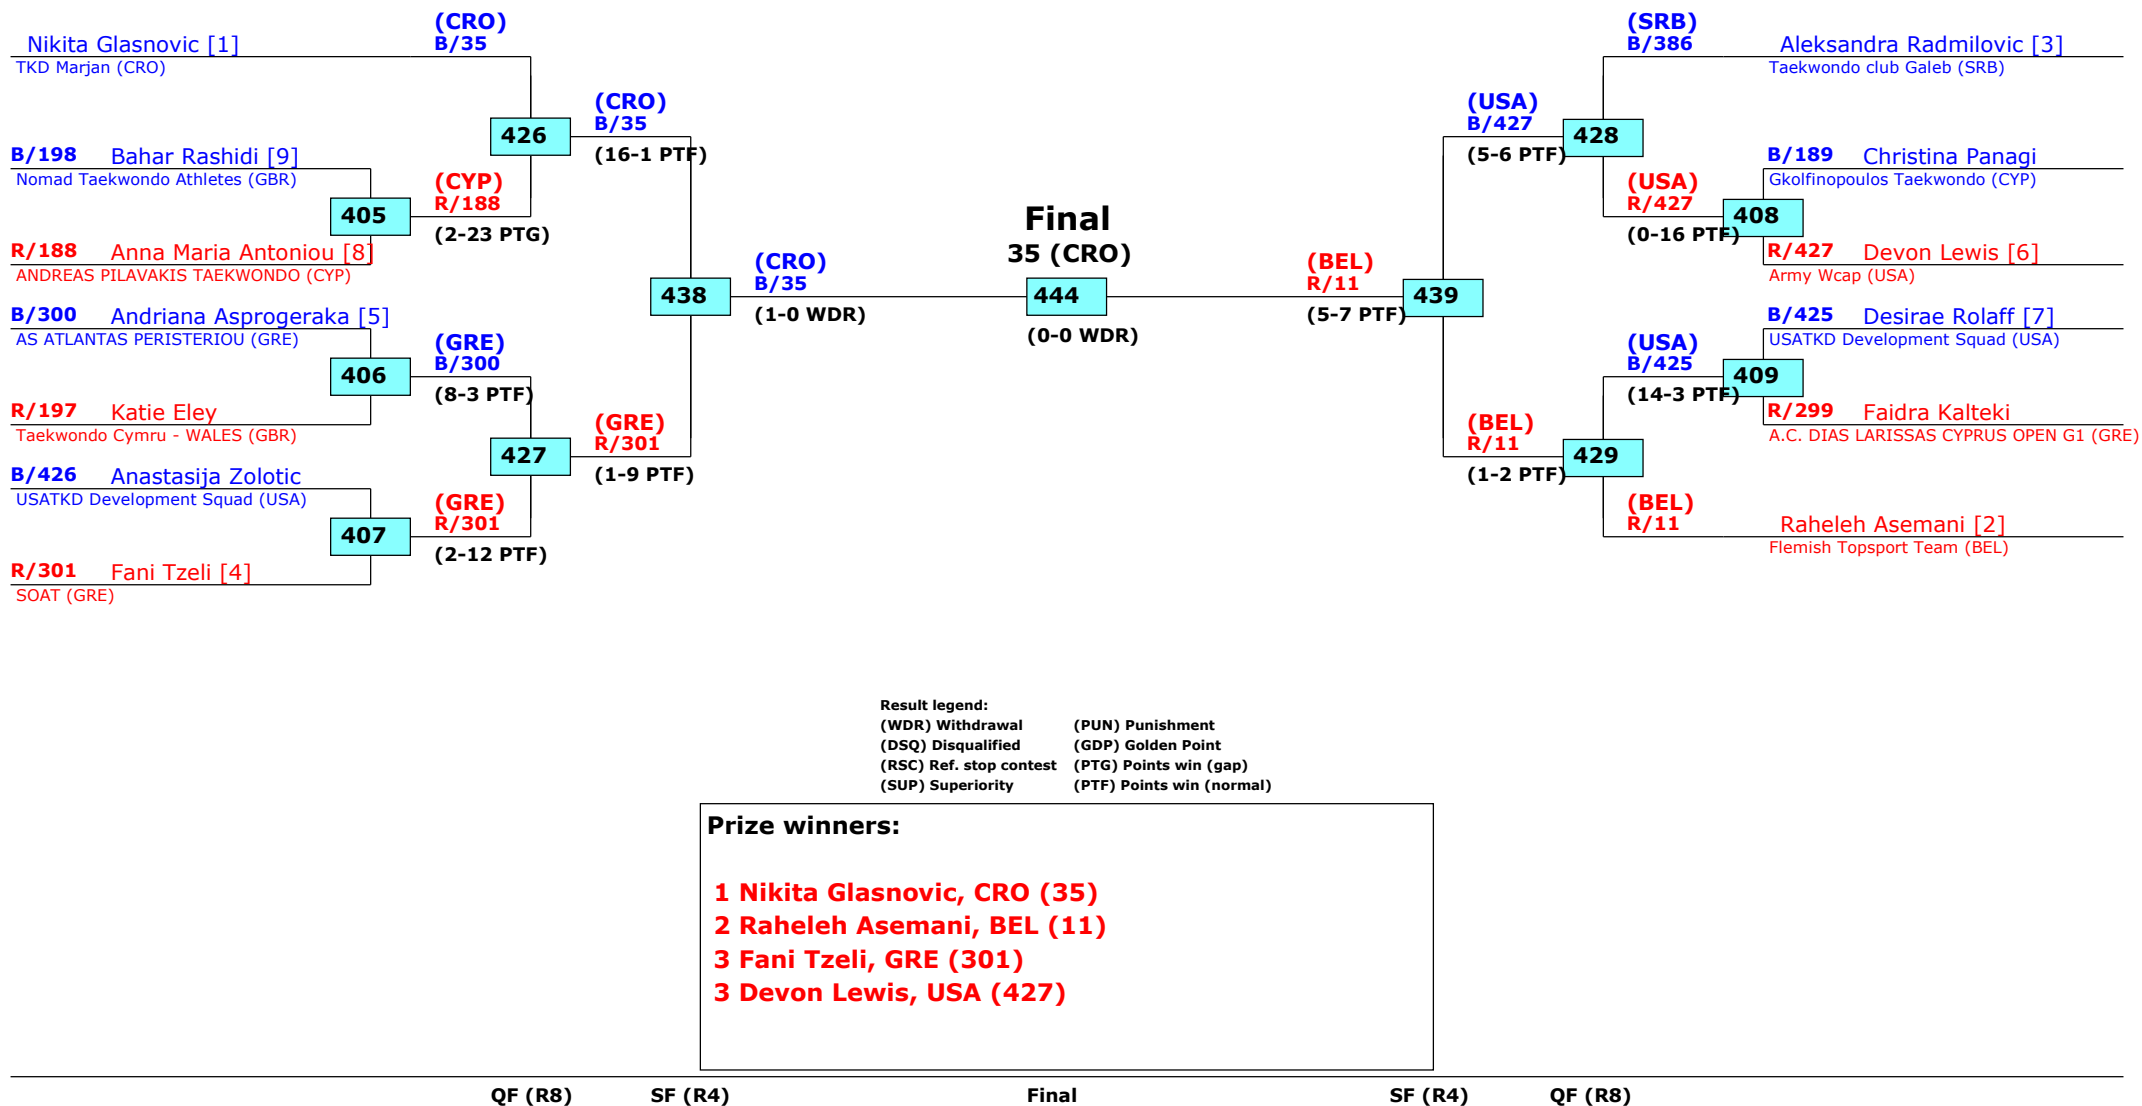 (CRO)
B/35
Nikita Glasnovic [1]
TKD Marjan (CRO)
(CRO)
B/35
426
(16-1 PTF)
B/198 Bahar Rashidi [9]
Nomad Taekwondo Athletes (GBR)
(CYP)
R/188
405
(2-23 PTG)
R/188 Anna Maria Antoniou [8]
ANDREAS PILAVAKIS TAEKWONDO (CYP)
(CRO)
B/35
438
(1-0 WDR)
B/300 Andriana Asprogeraka [5]
AS ATLANTAS PERISTERIOU (GRE)
(GRE)
B/300
406
(8-3 PTF)
R/197 Katie Eley
Taekwondo Cymru - WALES (GBR)
(GRE)
R/301
427
(1-9 PTF)
B/426 Anastasija Zolotic
USATKD Development Squad (USA)
(GRE)
R/301
407
(2-12 PTF)
R/301 Fani Tzeli [4]
SOAT (GRE)
Final
35 (CRO)
444
(0-0 WDR)
(SRB)
B/386
Aleksandra Radmilovic [3]
Taekwondo club Galeb (SRB)
(USA)
B/427
428
(5-6 PTF)
B/189 Christina Panagi
Gkolfinopoulos Taekwondo (CYP)
(USA)
R/427
408
(0-16 PTF)
R/427 Devon Lewis [6]
Army Wcap (USA)
(BEL)
R/11
439
(5-7 PTF)
B/425 Desirae Rolaff [7]
USATKD Development Squad (USA)
(USA)
B/425
409
(14-3 PTF)
R/299 Faidra Kalteki
A.C. DIAS LARISSAS CYPRUS OPEN G1 (GRE)
(BEL)
R/11
429
(1-2 PTF)
(BEL)
R/11
Raheleh Asemani [2]
Flemish Topsport Team (BEL)
Result legend:
(WDR) Withdrawal (PUN) Punishment
(DSQ) Disqualified (GDP) Golden Point
(RSC) Ref. stop contest (PTG) Points win (gap)
(SUP) Superiority (PTF) Points win (normal)
Prize winners:
1 Nikita Glasnovic, CRO (35)
2 Raheleh Asemani, BEL (11)
3 Fani Tzeli, GRE (301)
3 Devon Lewis, USA (427)
QF (R8) SF (R4) Final SF (R4) QF (R8)